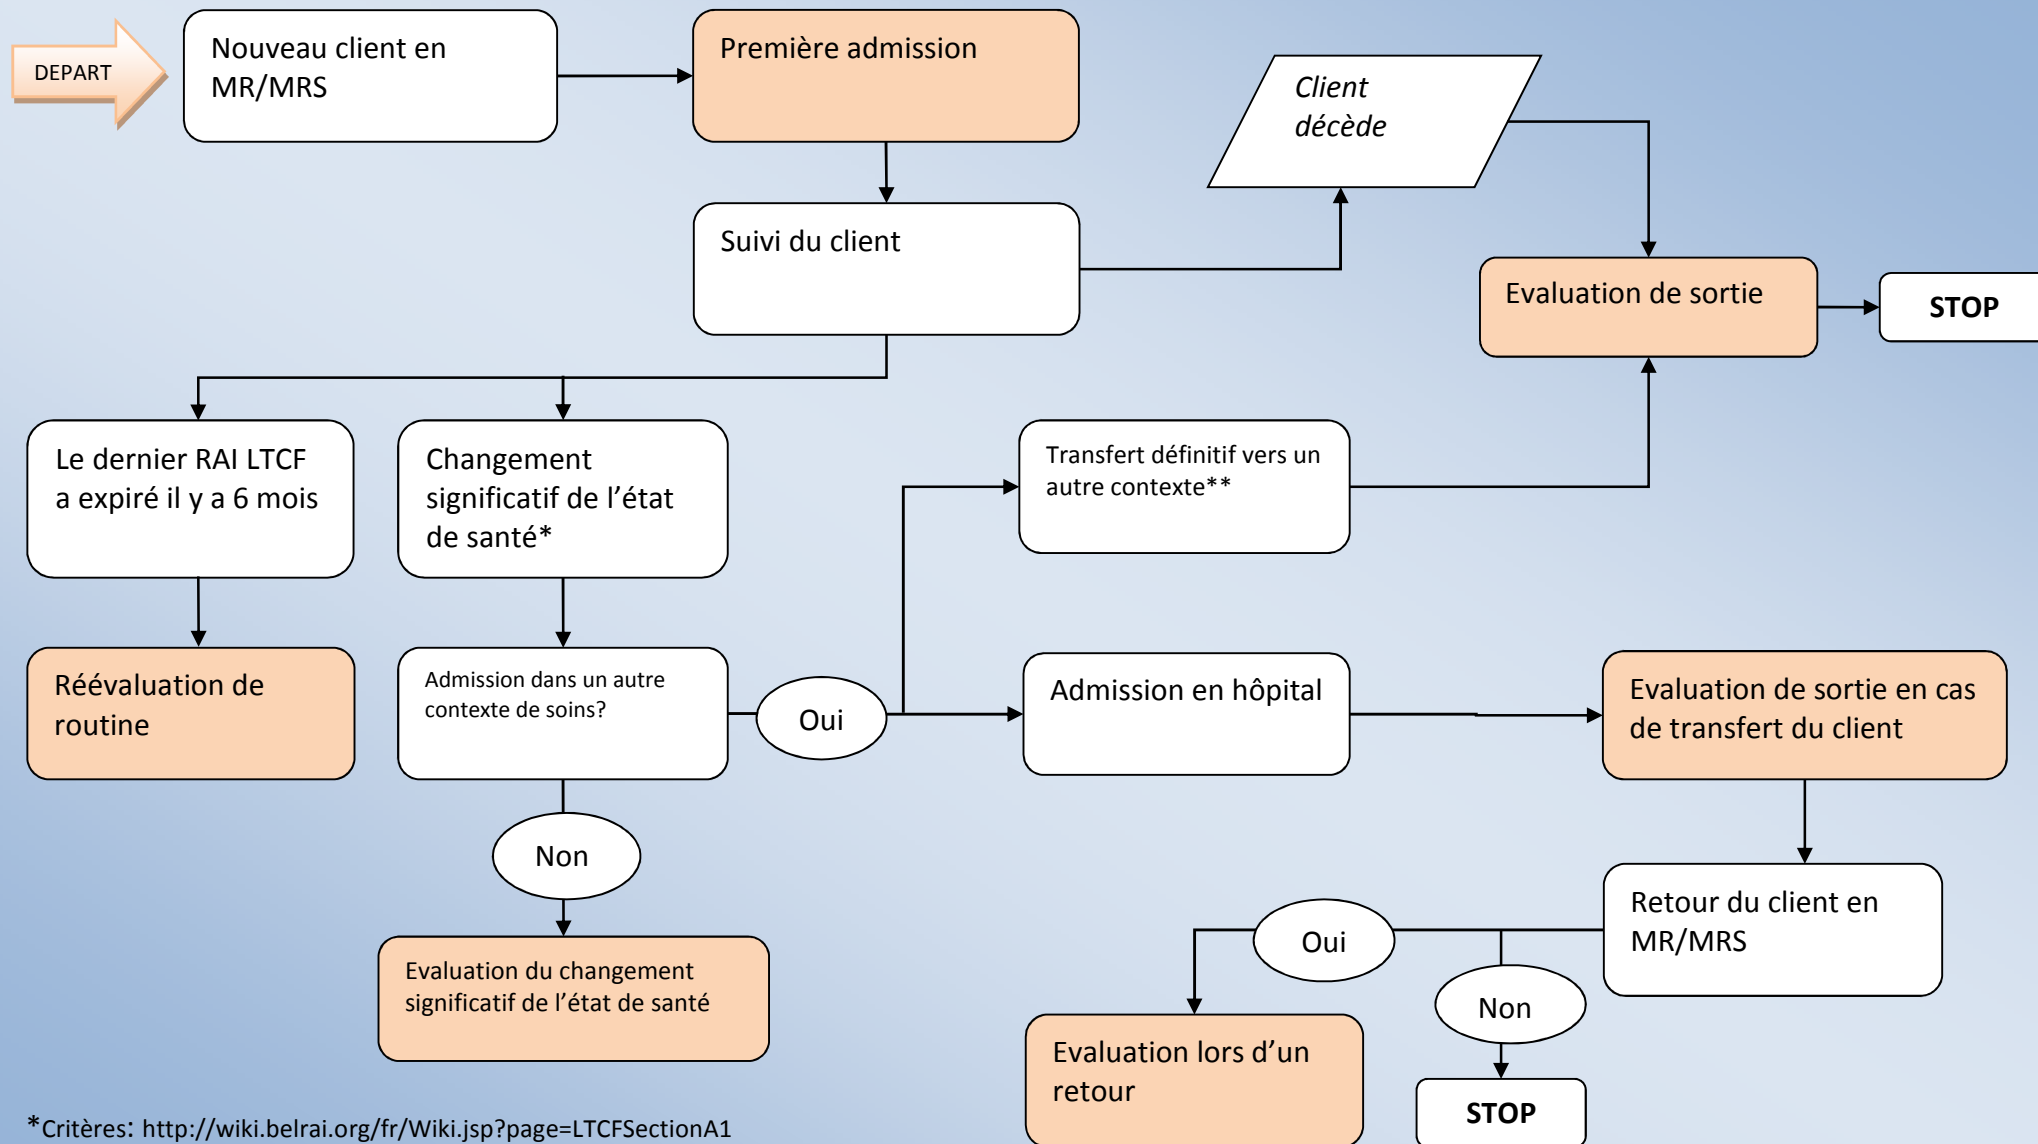 DEPART
Nouveau client en
MR/MRS
Première admission
Client
décède
Suivi du client
Evaluation de sortie
STOP
Le dernier RAI LTCF
a expiré il y a 6 mois
Changement
significatif de l’état
de santé*
Transfert définitif vers un
autre contexte**
Réévaluation de
routine
Admission dans un autre
contexte de soins?
Oui
Admission en hôpital
Evaluation de sortie en cas
de transfert du client
Non
Retour du client en
MR/MRS
Oui
Non
Evaluation du changement
significatif de l’état de santé
Evaluation lors d’un
retour
STOP
*Critères: http://wiki.belrai.org/fr/Wiki.jsp?page=LTCFSectionA1